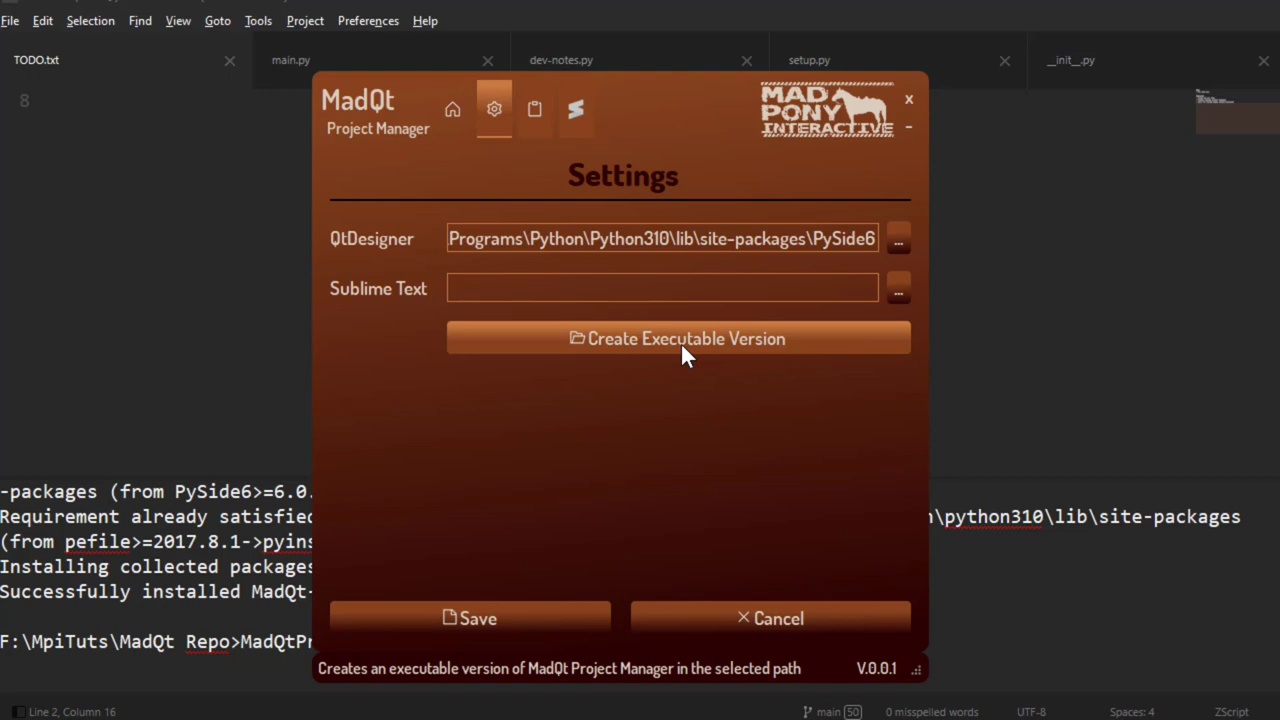 File Edit Selection Find View Goto Tools Project Preferences Help
TODO.txt main.py dev-notes.py setup.py __init__.py
8
MadQt
Project Manager
MAD
PONY
INTERACTIVE
x
-
Settings
QtDesigner Programs\Python\Python310\lib\site-packages\PySide6 ...
Sublime Text ...
Create Executable Version
-packages (from PySide6>=6.0.
Requirement already satisfied \python310\lib\site-packages
(from pefile>=2017.8.1->pyins
Installing collected packages
Successfully installed MadQt-
F:\MpiTuts\MadQt Repo>MadQtPr
Save Cancel
Creates an executable version of MadQt Project Manager in the selected path V.0.0.1
Line 2, Column 16 main 50 0 misspelled words UTF-8 Spaces: 4 ZScript